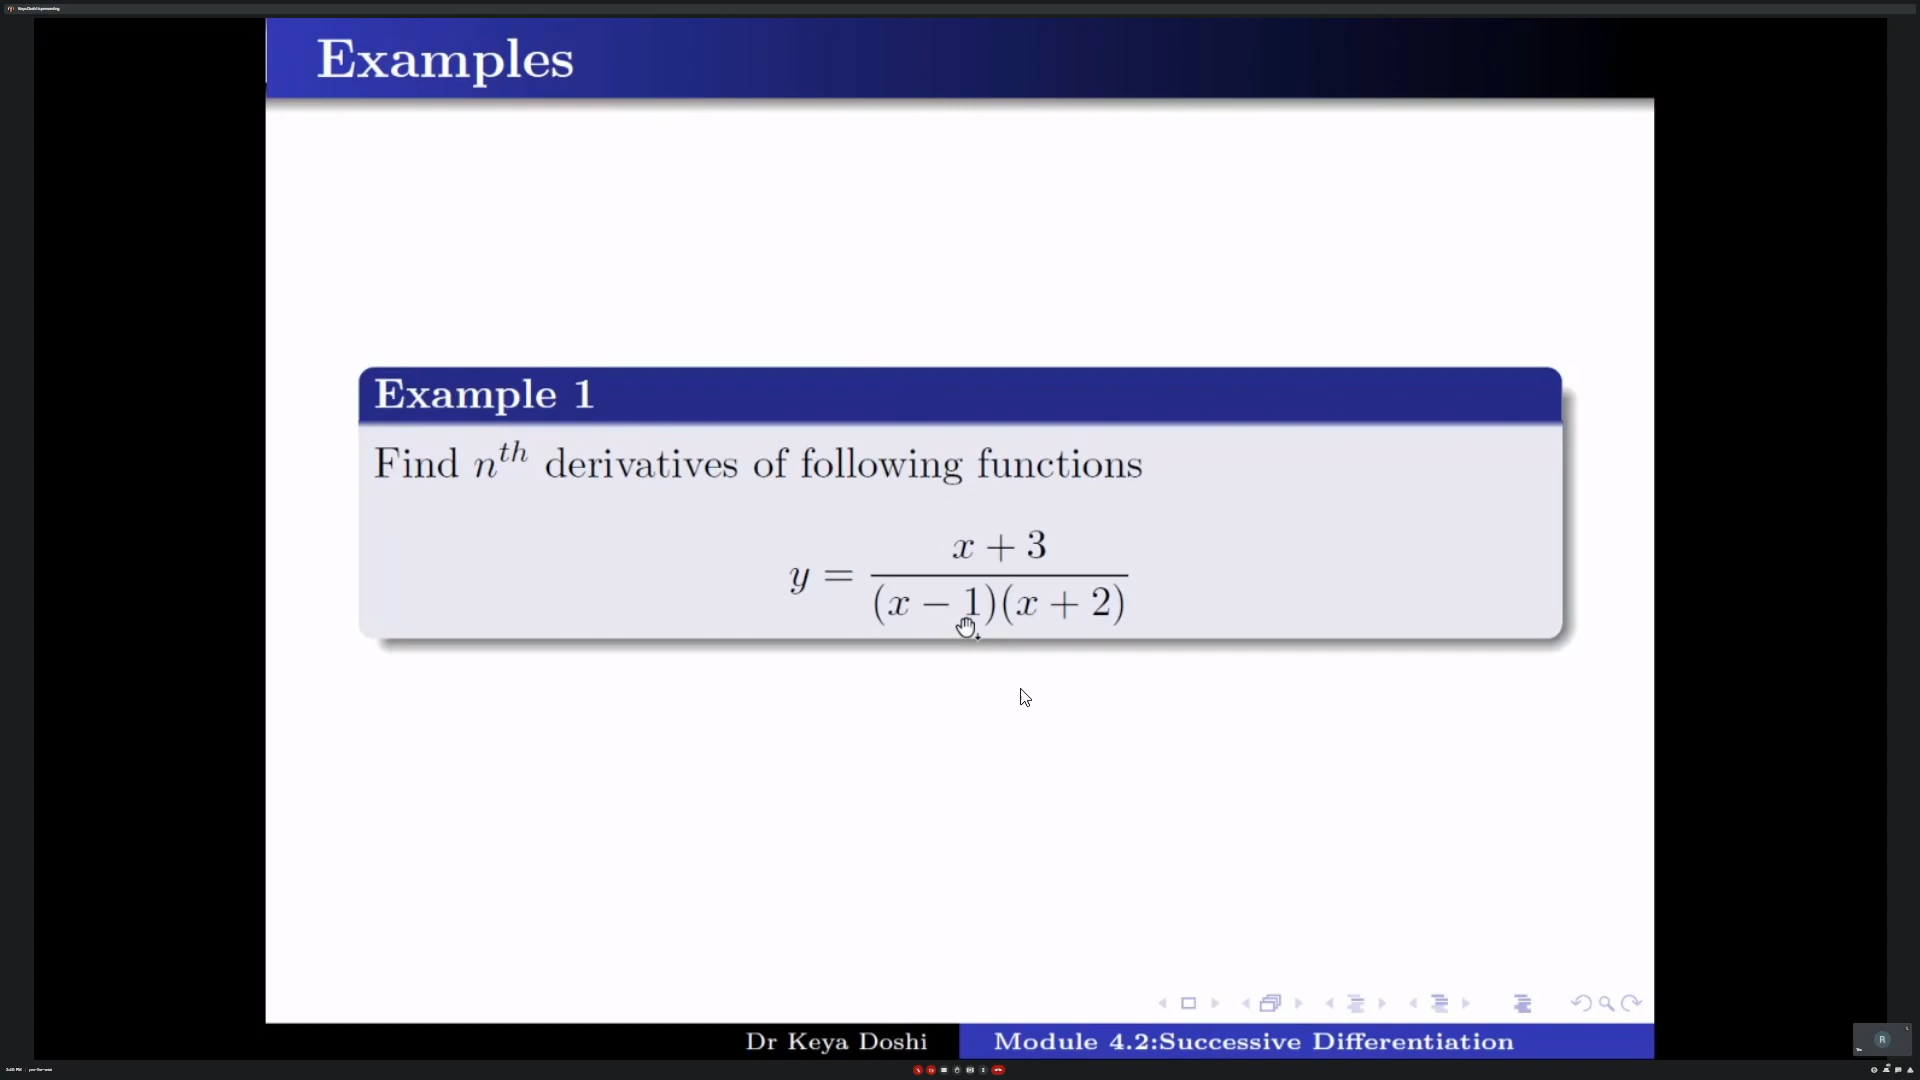 Examples
Example 1
Find n^{th} derivatives of following functions
y = \frac{x + 3}{(x - 1)(x + 2)}
Dr Keya Doshi
Module 4.2:Successive Differentiation
R